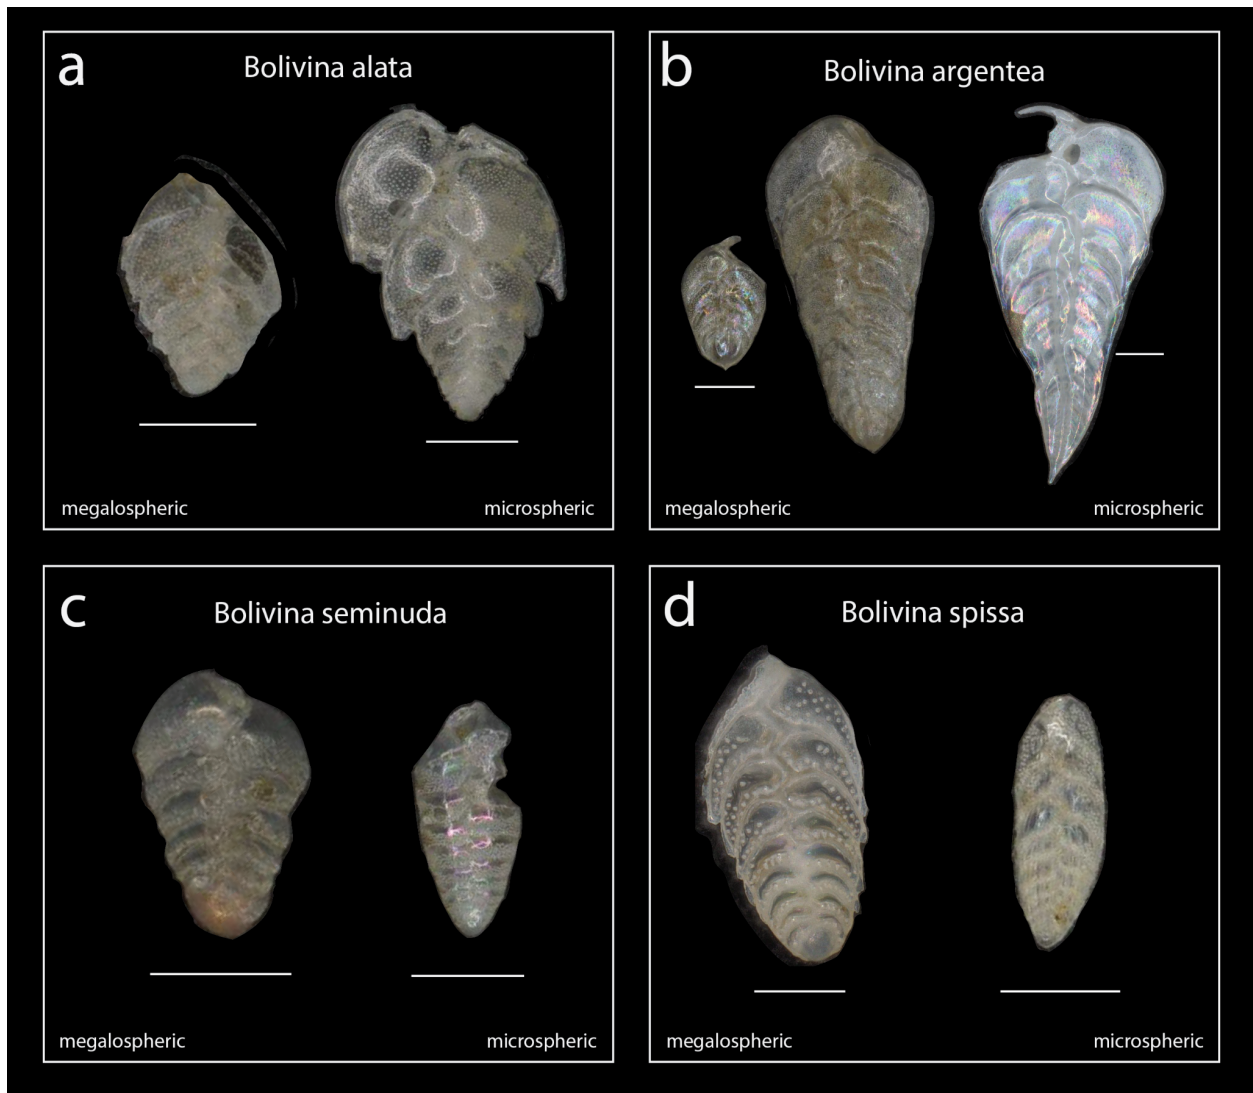 a
Bolivina alata
megalospheric
microspheric
b
Bolivina argentea
megalospheric
microspheric
c
Bolivina seminuda
megalospheric
microspheric
d
Bolivina spissa
megalospheric
microspheric